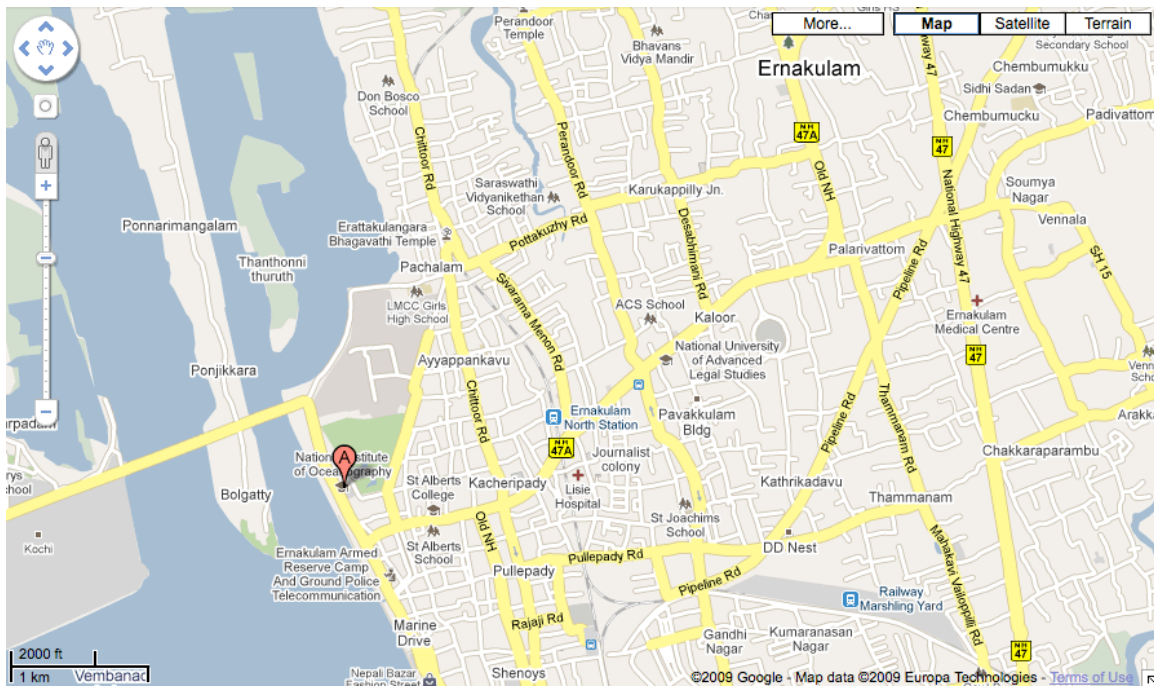 More...
Map
Satellite
Terrain
Perandoor
Temple
Bhavans
Vidya Mandir
Ernakulam
Secondary School
Chembumukku
Sidhi Sadan
Chembumucku
Padivattom
Don Bosco
School
NH
47A
NH
47
Chittoor Rd
Perandoor Rd
Old NH
National Highway 47
Saraswathi
Vidyanikethan
School
Karukappilly Jn.
Soumya
Nagar
Vennala
Ponnarimangalam
Erattakulangara
Bhagavathi Temple
Pottakuzhy Rd
Desabhimani Rd
Palarivattom
Pipeline Rd
SH 15
Thanthonni
thuruth
Pachalam
Sivarama Menon Rd
LMCC Girls
High School
ACS School
Kaloor
Ernakulam
Medical Centre
National University
of Advanced
Legal Studies
NH
47
Ayyappankavu
Ponjikkara
Chittoor Rd
Thammanam Rd
Ernakulam
North Station
Pavakkulam
Bldg
Pipeline Rd
NH
47A
Journalist
colony
Chakkaraparambu
A
St Alberts
College
Kacheripady
Lisie
Hospital
Kathrikadavu
Bolgatty
Thammanam
St Joachims
School
Old NH
St Alberts
School
Kochi
Ernakulam Armed
Reserve Camp
And Ground Police
Telecommunication
Pullepady Rd
DD Nest
Mahakavi Vailoppilli Rd
Pullepady
Pipeline Rd
Railway
Marshling Yard
Rajaji Rd
Marine
Drive
Gandhi
Nagar
Kumaranasan
Nagar
NH
47
2000 ft
1 km
Nepali Bazar
Shenoys
©2009 Google - Map data ©2009 Europa Technologies - Terms of Use